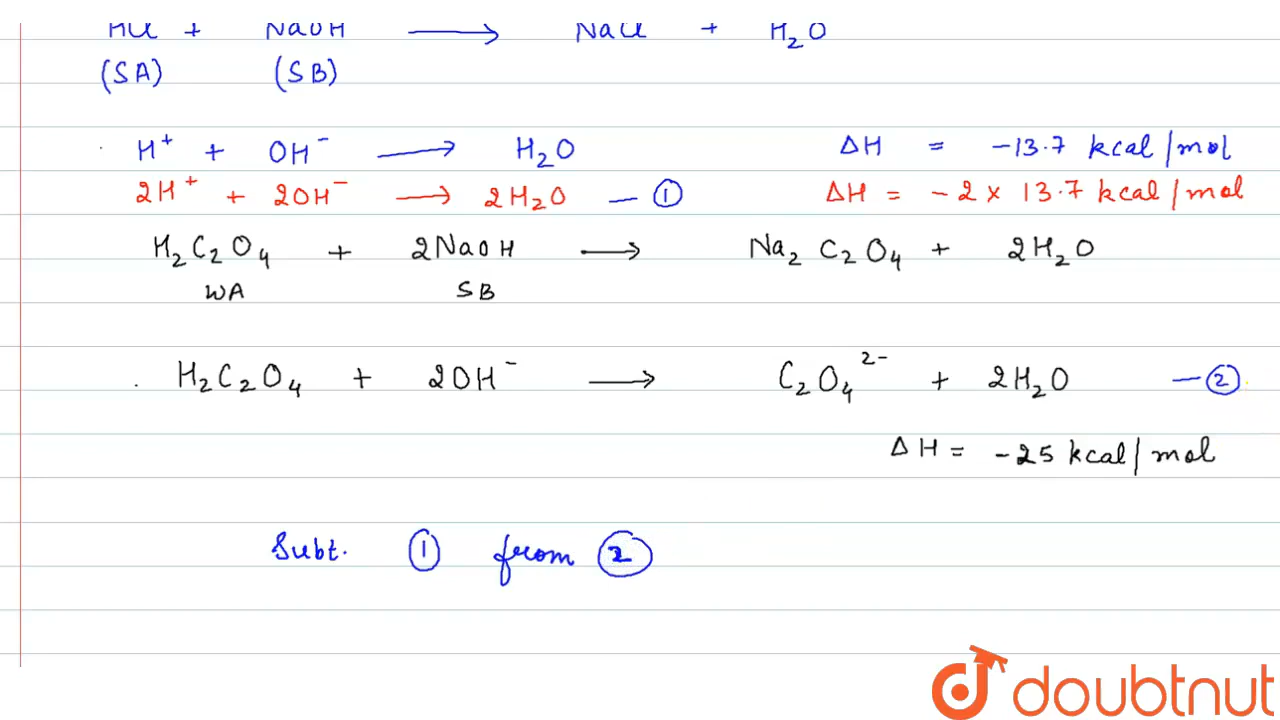 HCl + NaOH ⟶ NaCl + H₂O
(SA) (SB)
H⁺ + OH⁻ ⟶ H₂O ΔH = -13.7 kcal/mol
2H⁺ + 2OH⁻ ⟶ 2H₂O — ① ΔH = -2 × 13.7 kcal/mol
H₂C₂O₄ + 2NaOH ⟶ Na₂C₂O₄ + 2H₂O
WA SB
H₂C₂O₄ + 2OH⁻ ⟶ C₂O₄²⁻ + 2H₂O — ②
ΔH = -25 kcal/mol
Subt. ① from ②
doubtnut